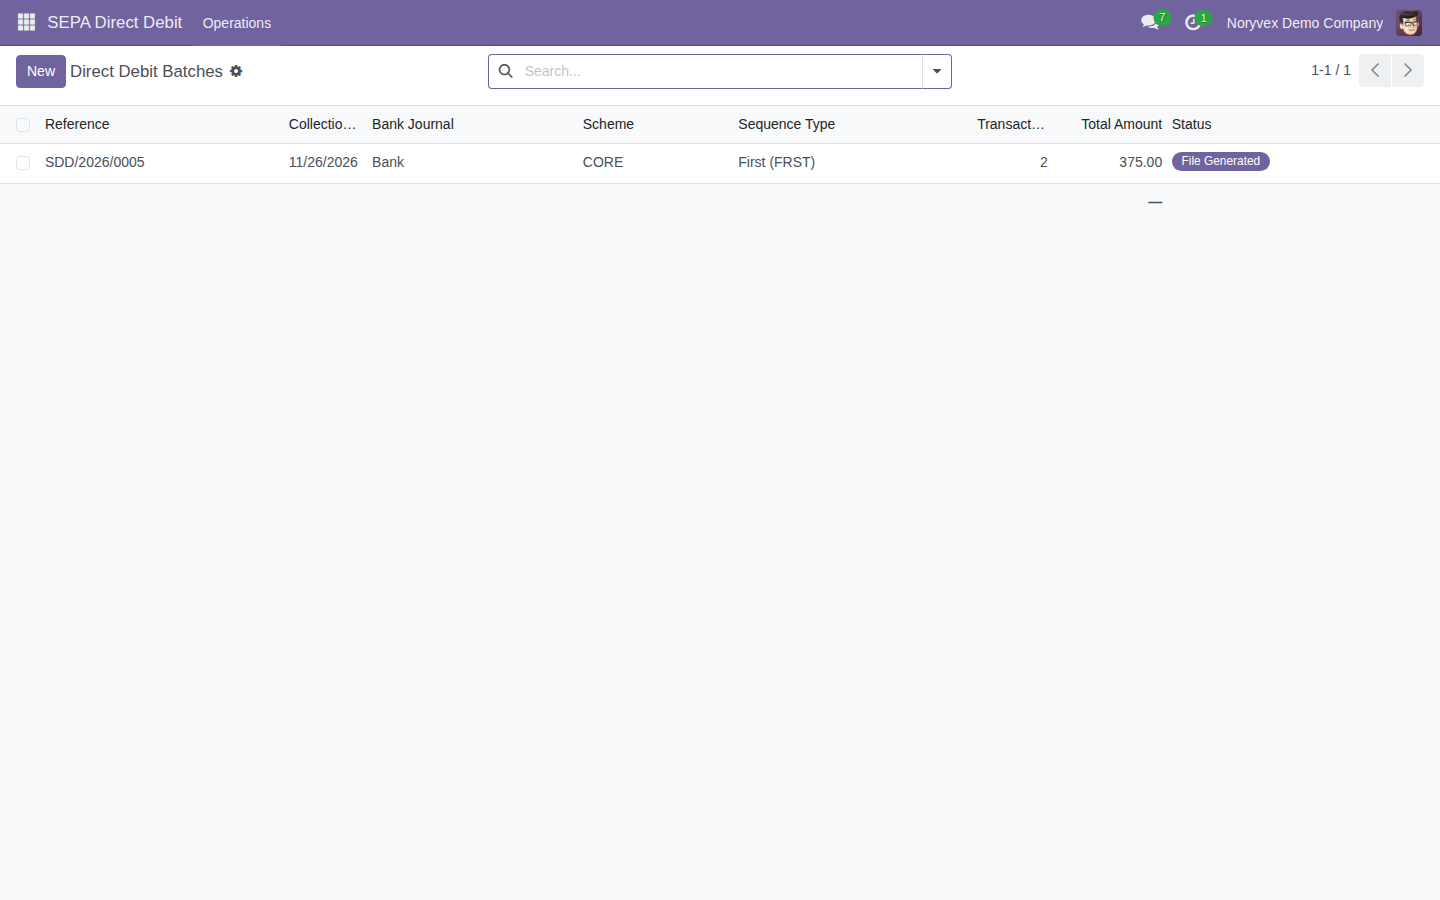 SEPA Direct Debit Operations 7 1 Noryvex Demo Company
New Direct Debit Batches Search... 1-1 / 1
Reference Collectio... Bank Journal Scheme Sequence Type Transact... Total Amount Status
SDD/2026/0005 11/26/2026 Bank CORE First (FRST) 2 375.00 File Generated
—